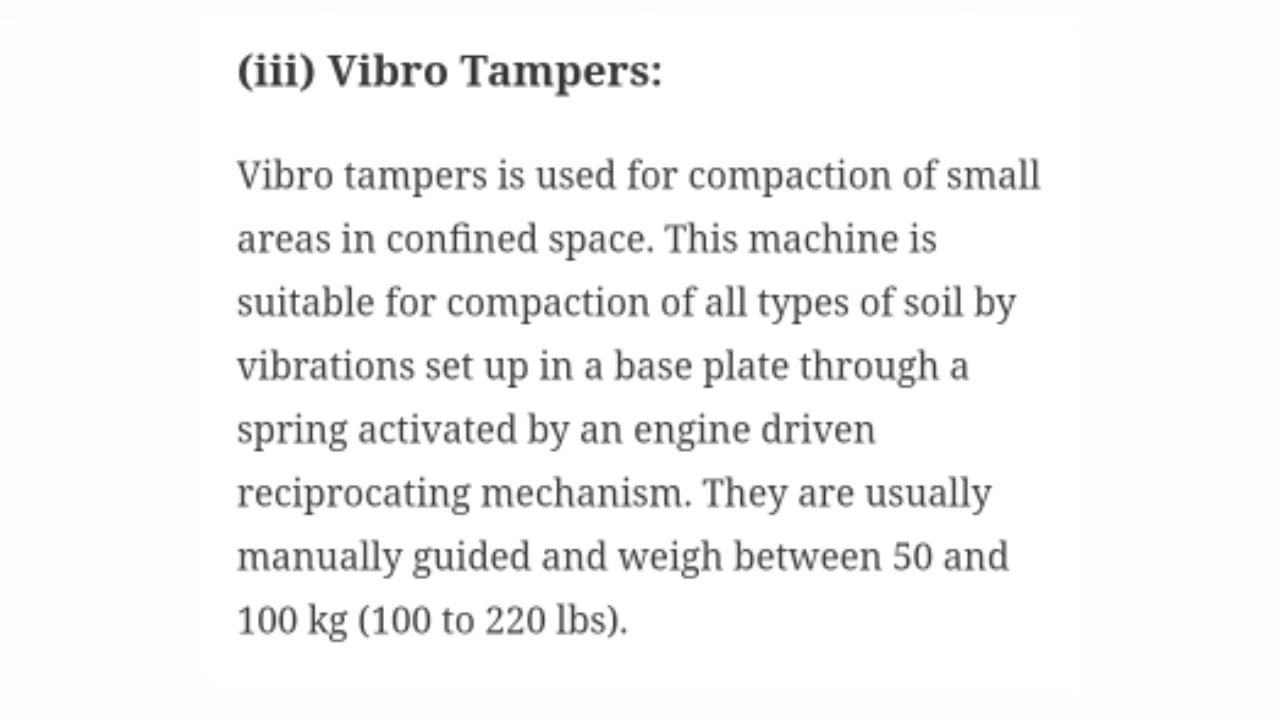 (iii) Vibro Tampers:
Vibro tampers is used for compaction of small
areas in confined space. This machine is
suitable for compaction of all types of soil by
vibrations set up in a base plate through a
spring activated by an engine driven
reciprocating mechanism. They are usually
manually guided and weigh between 50 and
100 kg (100 to 220 lbs).